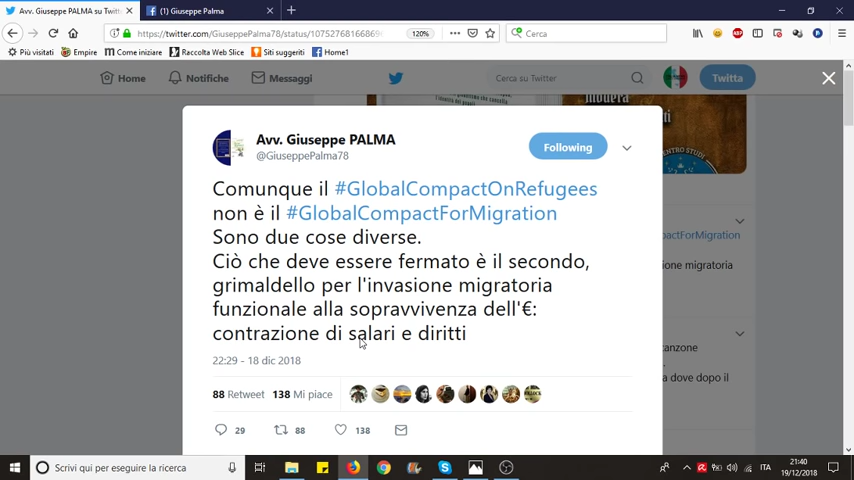 Avv. Giuseppe PALMA su Twitt
(1) Giuseppe Palma
https://twitter.com/GiuseppePalma78/status/1075276816686
120%
Cerca
Più visitati
Empire
Come iniziare
Raccolta Web Slice
Siti suggeriti
Home1
Home
Notifiche
Messaggi
Cerca su Twitter
Twitta
Avv. Giuseppe PALMA
@GiuseppePalma78
Following
Comunque il #GlobalCompactOnRefugees
non è il #GlobalCompactForMigration
Sono due cose diverse.
Ciò che deve essere fermato è il secondo,
grimaldello per l'invasione migratoria
funzionale alla sopravvivenza dell'€:
contrazione di salari e diritti
22:29 - 18 dic 2018
88 Retweet 138 Mi piace
29 88 138
actForMigration
ione migratoria
canzone
a dove dopo il
ENTRO STUDI
Scrivi qui per eseguire la ricerca
ITA
21:40
19/12/2018